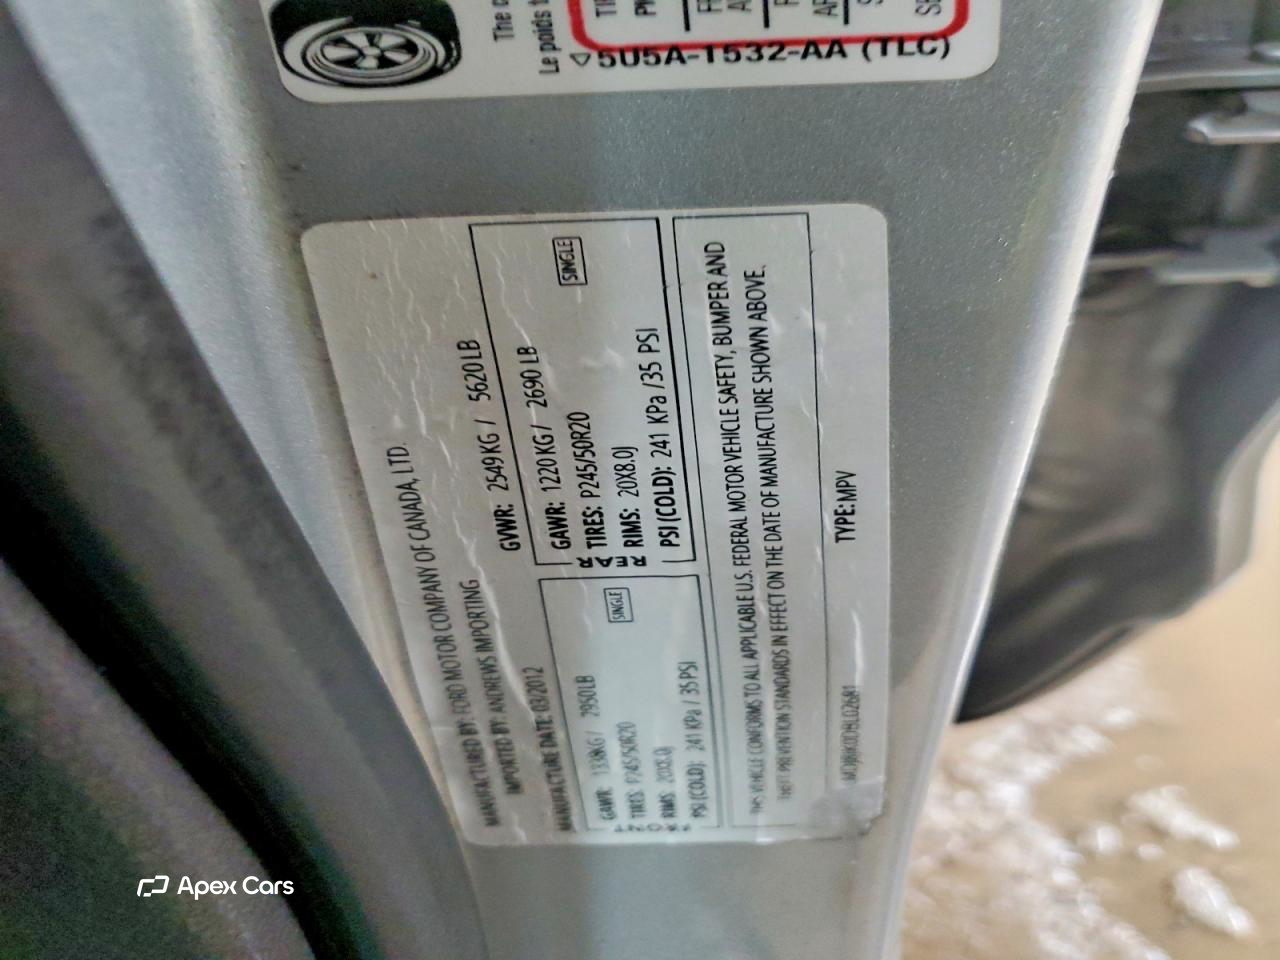 The
Le poids
5U5A-1532-AA (TLC)
MANUFACTURED BY: FORD MOTOR COMPANY OF CANADA, LTD.
IMPORTED BY: ANDREWS IMPORTING
MANUFACTURE DATE: 03/2012
GVWR: 2549KG / 5620LB
GAWR: 1338KG / 2950LB
SINGLE
TIRES: P245/50R20
RIMS: 20X8.0J
PSI (COLD): 241 KPa / 35 PSI
REAR
GAWR: 1220KG / 2690 LB
SINGLE
TIRES: P245/50R20
RIMS: 20X8.0J
PSI (COLD): 241 KPa / 35 PSI
THIS VEHICLE CONFORMS TO ALL APPLICABLE U.S. FEDERAL MOTOR VEHICLE SAFETY, BUMPER AND
THEFT PREVENTION STANDARDS IN EFFECT ON THE DATE OF MANUFACTURE SHOWN ABOVE.
TYPE: MPV
Apex Cars